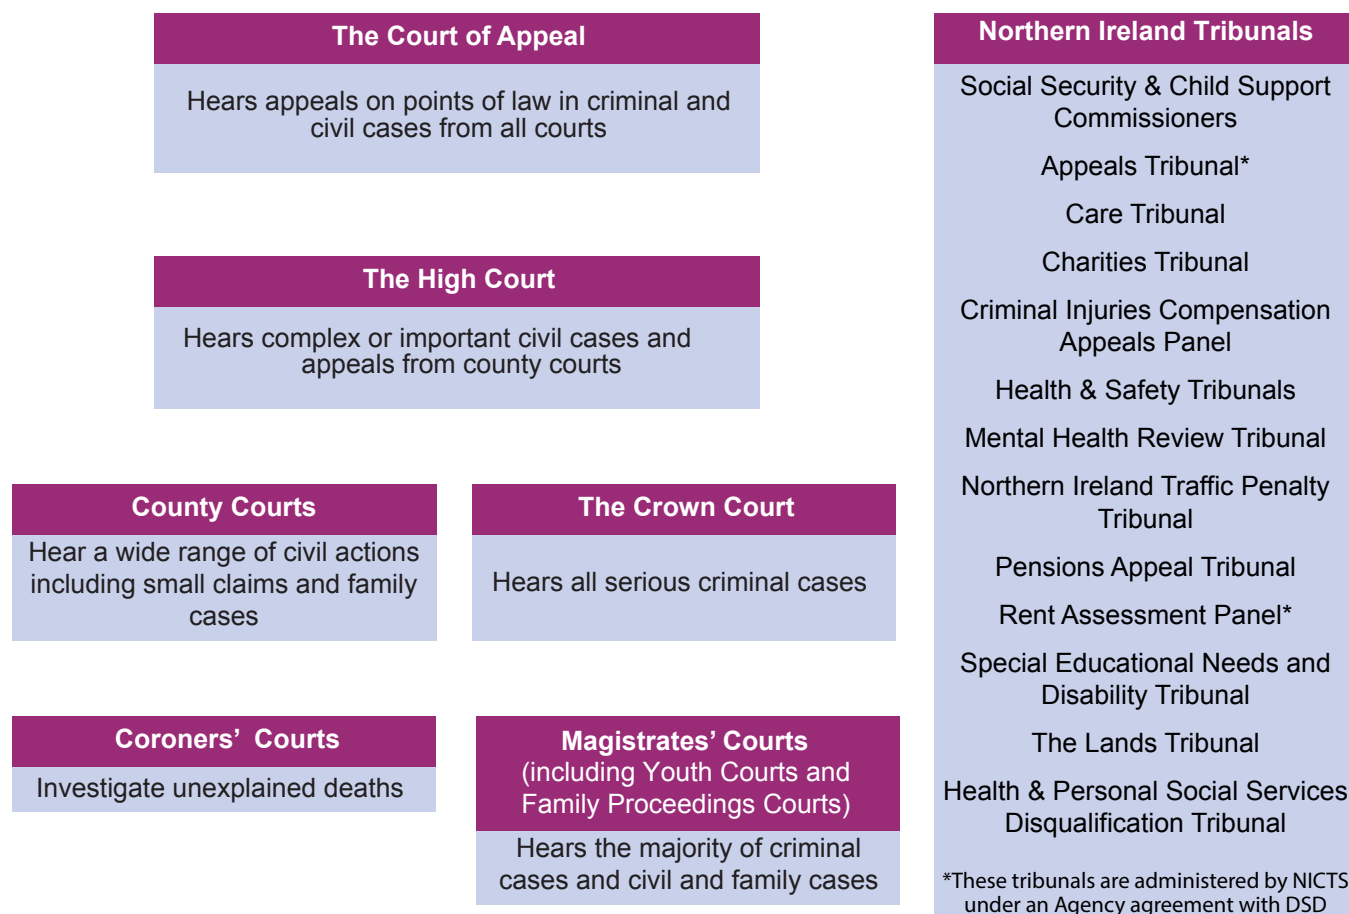 The Court of Appeal
Hears appeals on points of law in criminal and
civil cases from all courts
The High Court
Hears complex or important civil cases and
appeals from county courts
County Courts
Hear a wide range of civil actions
including small claims and family
cases
The Crown Court
Hears all serious criminal cases
Coroners’ Courts
Investigate unexplained deaths
Magistrates’ Courts
(including Youth Courts and
Family Proceedings Courts)
Hears the majority of criminal
cases and civil and family cases
Northern Ireland Tribunals
Social Security & Child Support
Commissioners
Appeals Tribunal*
Care Tribunal
Charities Tribunal
Criminal Injuries Compensation
Appeals Panel
Health & Safety Tribunals
Mental Health Review Tribunal
Northern Ireland Traffic Penalty
Tribunal
Pensions Appeal Tribunal
Rent Assessment Panel*
Special Educational Needs and
Disability Tribunal
The Lands Tribunal
Health & Personal Social Services
Disqualification Tribunal
*These tribunals are administered by NICTS
under an Agency agreement with DSD